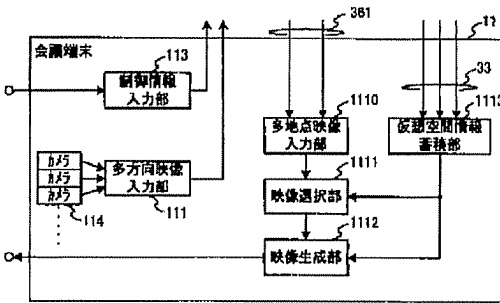 361
11
会議端末
113
制御情報
入力部
33
1110
1113
多地点映像
入力部
仮想空間情報
蓄積部
カメラ
カメラ
カメラ
多方向映像
入力部
1111
映像選択部
114
111
1112
映像生成部